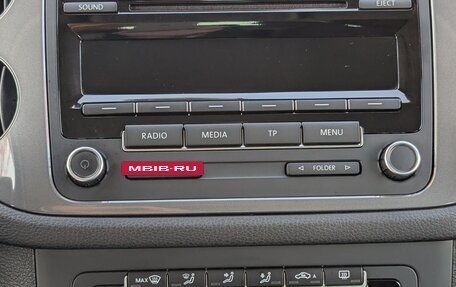 SOUND EJECT
RADIO MEDIA TP MENU
MBIB-RU FOLDER
MAX A